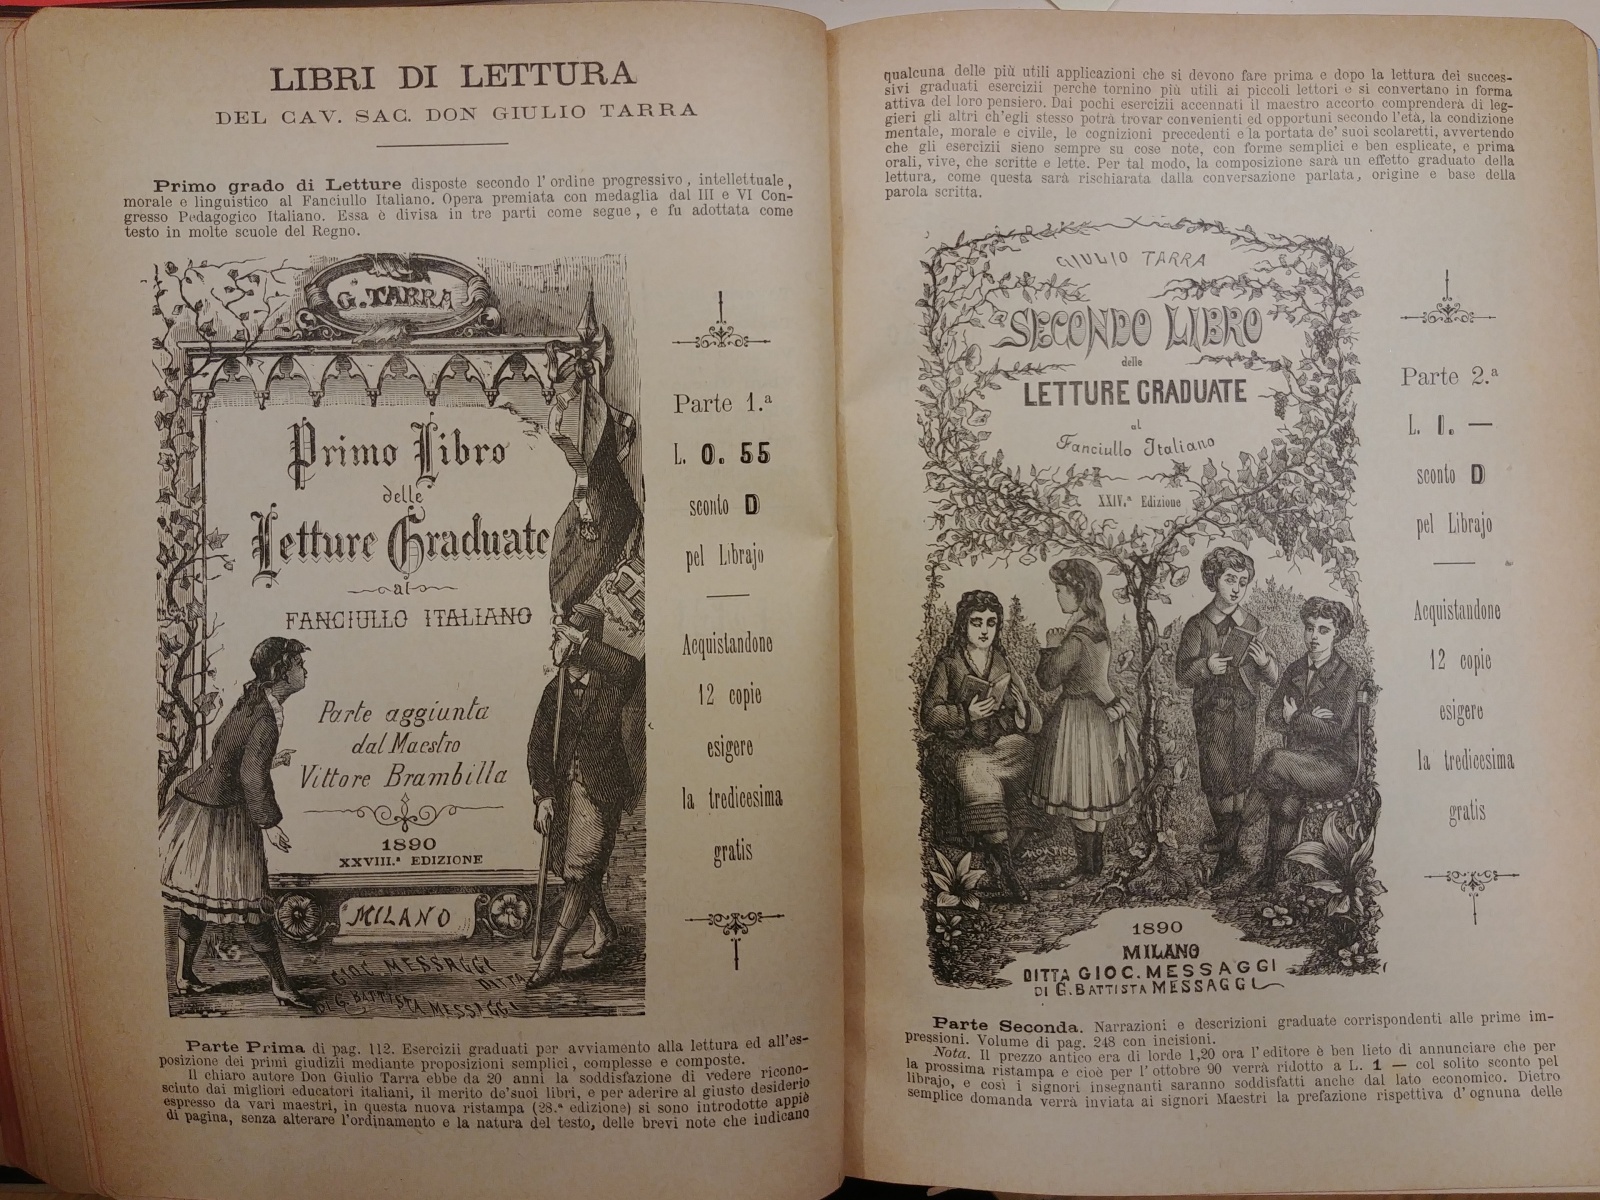 LIBRI DI LETTURA
DEL CAV. SAC. DON GIULIO TARRA
Primo grado di Letture disposte secondo l'ordine progressivo, intellettuale,
morale e linguistico al Fanciullo Italiano. Opera premiata con medaglia dal III e VI Con-
gresso Pedagogico Italiano. Essa è divisa in tre parti come segue, e fu adottata come
testo in molte scuole del Regno.
G. TARRA
Primo Libro
delle
Letture Graduate
al
FANCIULLO ITALIANO
Parte aggiunta
dal Maestro
Vittore Brambilla
1890
XXVIII.ª EDIZIONE
MILANO
DITTA
GIOC. MESSAGGI
DI G. BATTISTA MESSAGGI
Parte 1.ª
L. 0. 55
sconto D
pel Librajo
Acquistandone
12 copie
esigere
la tredicesima
gratis
Parte Prima di pag. 112. Esercizii graduati per avviamento alla lettura ed all'es-
posizione dei primi giudizii mediante proposizioni semplici, complesse e composte.
Il chiaro autore Don Giulio Tarra ebbe da 20 anni la soddisfazione di vedere ricono-
sciuto dai migliori educatori italiani, il merito de'suoi libri, e per aderire al giusto desiderio
espresso da vari maestri, in questa nuova ristampa (28.ª edizione) si sono introdotte appiè
di pagina, senza alterare l'ordinamento e la natura del testo, delle brevi note che indicano
qualcuna delle più utili applicazioni che si devono fare prima e dopo la lettura dei succes-
sivi graduati esercizii perche tornino più utili ai piccoli lettori e si convertano in forma
attiva del loro pensiero. Dai pochi esercizii accennati il maestro accorto comprenderà di leg-
gieri gli altri ch'egli stesso potrà trovar convenienti ed opportuni secondo l'età, la condizione
mentale, morale e civile, le cognizioni precedenti e la portata de' suoi scolaretti, avvertendo
che gli esercizii sieno sempre su cose note, con forme semplici e ben esplicate, e prima
orali, vive, che scritte e lette. Per tal modo, la composizione sarà un effetto graduato della
lettura, come questa sarà rischiarata dalla conversazione parlata, origine e base della
parola scritta.
GIULIO TARRA
SECONDO LIBRO
delle
LETTURE GRADUATE
al
Fanciullo Italiano
XXIV.ª Edizione
1890
MILANO
DITTA GIOC. MESSAGGI
DI G. BATTISTA MESSAGGI
Parte 2.ª
L. 1. —
sconto D
pel Librajo
Acquistandone
12 copie
esigere
la tredicesima
gratis
Parte Seconda. Narrazioni e descrizioni graduate corrispondenti alle prime im-
pressioni. Volume di pag. 248 con incisioni.
Nota. Il prezzo antico era di lorde 1,20 ora l'editore è ben lieto di annunciare che per
la prossima ristampa e cioè per l'ottobre 90 verrà ridotto a L. 1 — col solito sconto pel
librajo, e così i signori insegnanti saranno soddisfatti anche dal lato economico. Dietro
semplice domanda verrà inviata ai signori Maestri la prefazione rispettiva d'ognuna delle